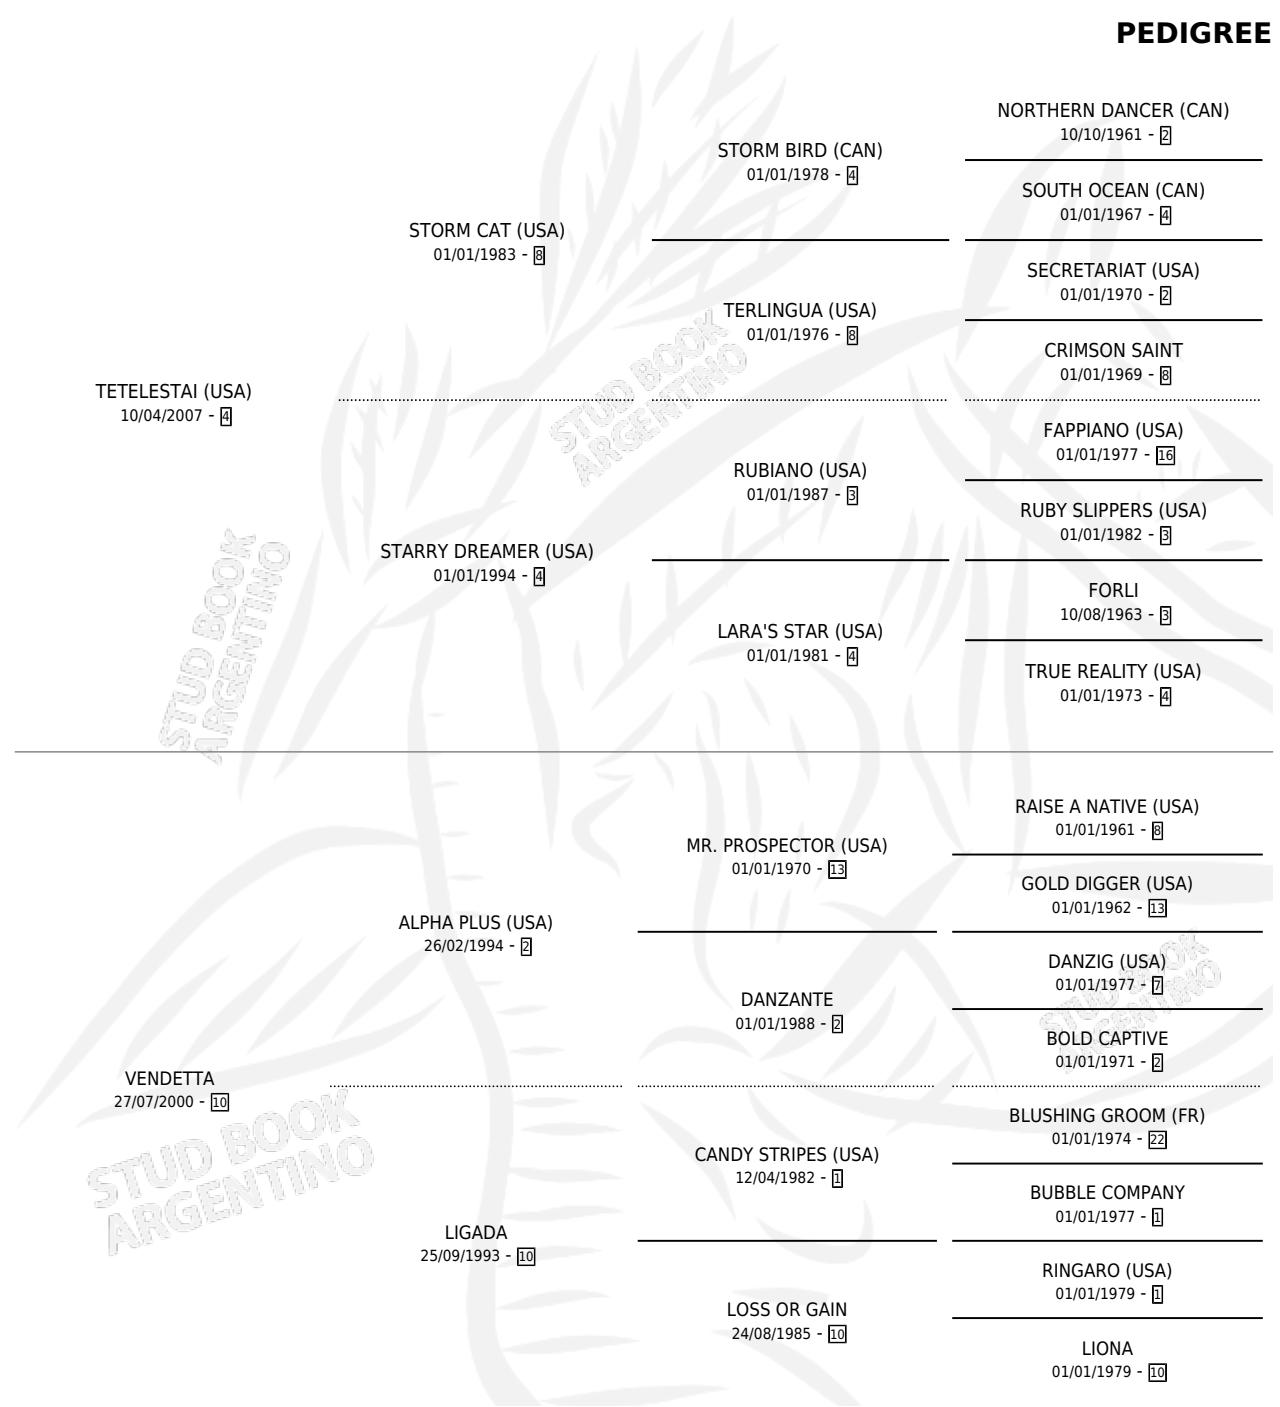 PEDIGREE
NORTHERN DANCER (CAN)
10/10/1961 - 2
STORM BIRD (CAN)
01/01/1978 - 4
SOUTH OCEAN (CAN)
01/01/1967 - 4
STORM CAT (USA)
01/01/1983 - 8
SECRETARIAT (USA)
01/01/1970 - 2
TERLINGUA (USA)
01/01/1976 - 8
CRIMSON SAINT
01/01/1969 - 8
TETELESTAI (USA)
10/04/2007 - 4
STUD BOOK
ARGENTINO
FAPPIANO (USA)
01/01/1977 - 16
RUBIANO (USA)
01/01/1987 - 3
RUBY SLIPPERS (USA)
01/01/1982 - 3
STARRY DREAMER (USA)
01/01/1994 - 4
FORLI
10/08/1963 - 3
LARA'S STAR (USA)
01/01/1981 - 4
TRUE REALITY (USA)
01/01/1973 - 4
STUD BOOK
ARGENTINO
RAISE A NATIVE (USA)
01/01/1961 - 8
MR. PROSPECTOR (USA)
01/01/1970 - 13
GOLD DIGGER (USA)
01/01/1962 - 13
ALPHA PLUS (USA)
26/02/1994 - 2
DANZIG (USA)
01/01/1977 - 7
DANZANTE
01/01/1988 - 2
STUD BOOK
ARGENTINO
BOLD CAPTIVE
01/01/1971 - 2
VENDETTA
27/07/2000 - 10
BLUSHING GROOM (FR)
01/01/1974 - 22
CANDY STRIPES (USA)
12/04/1982 - 1
STUD BOOK
ARGENTINO
BUBBLE COMPANY
01/01/1977 - 1
LIGADA
25/09/1993 - 10
RINGARO (USA)
01/01/1979 - 1
LOSS OR GAIN
24/08/1985 - 10
LIONA
01/01/1979 - 10